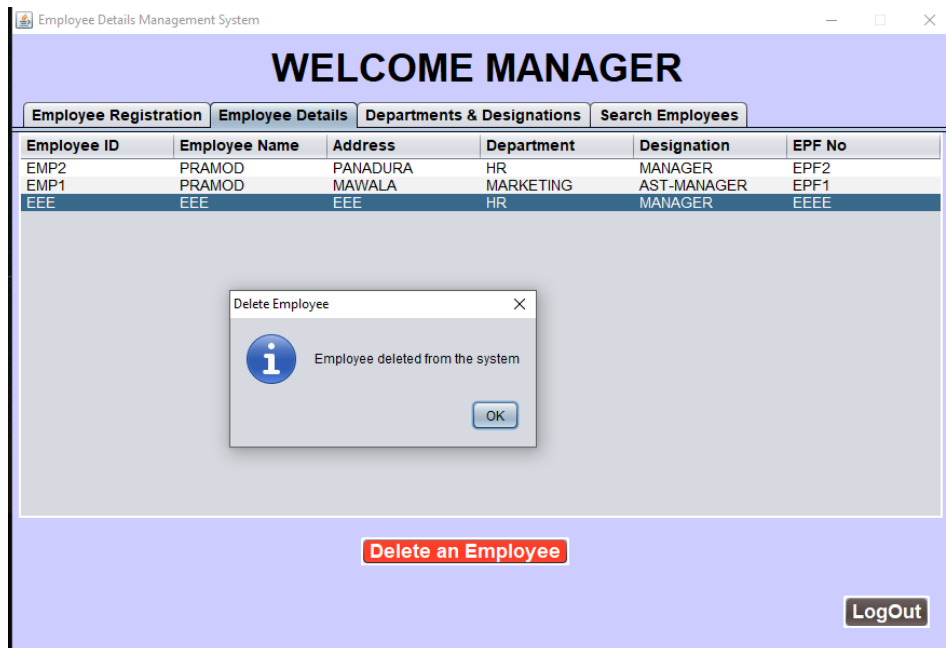 Employee Details Management System
WELCOME MANAGER
Employee Registration Employee Details Departments & Designations Search Employees
Employee ID Employee Name Address Department Designation EPF No
EMP2 PRAMOD PANADURA HR MANAGER EPF2
EMP1 PRAMOD MAWALA MARKETING AST-MANAGER EPF1
EEE EEE EEE HR MANAGER EEEE
Delete Employee
Employee deleted from the system
OK
Delete an Employee
LogOut